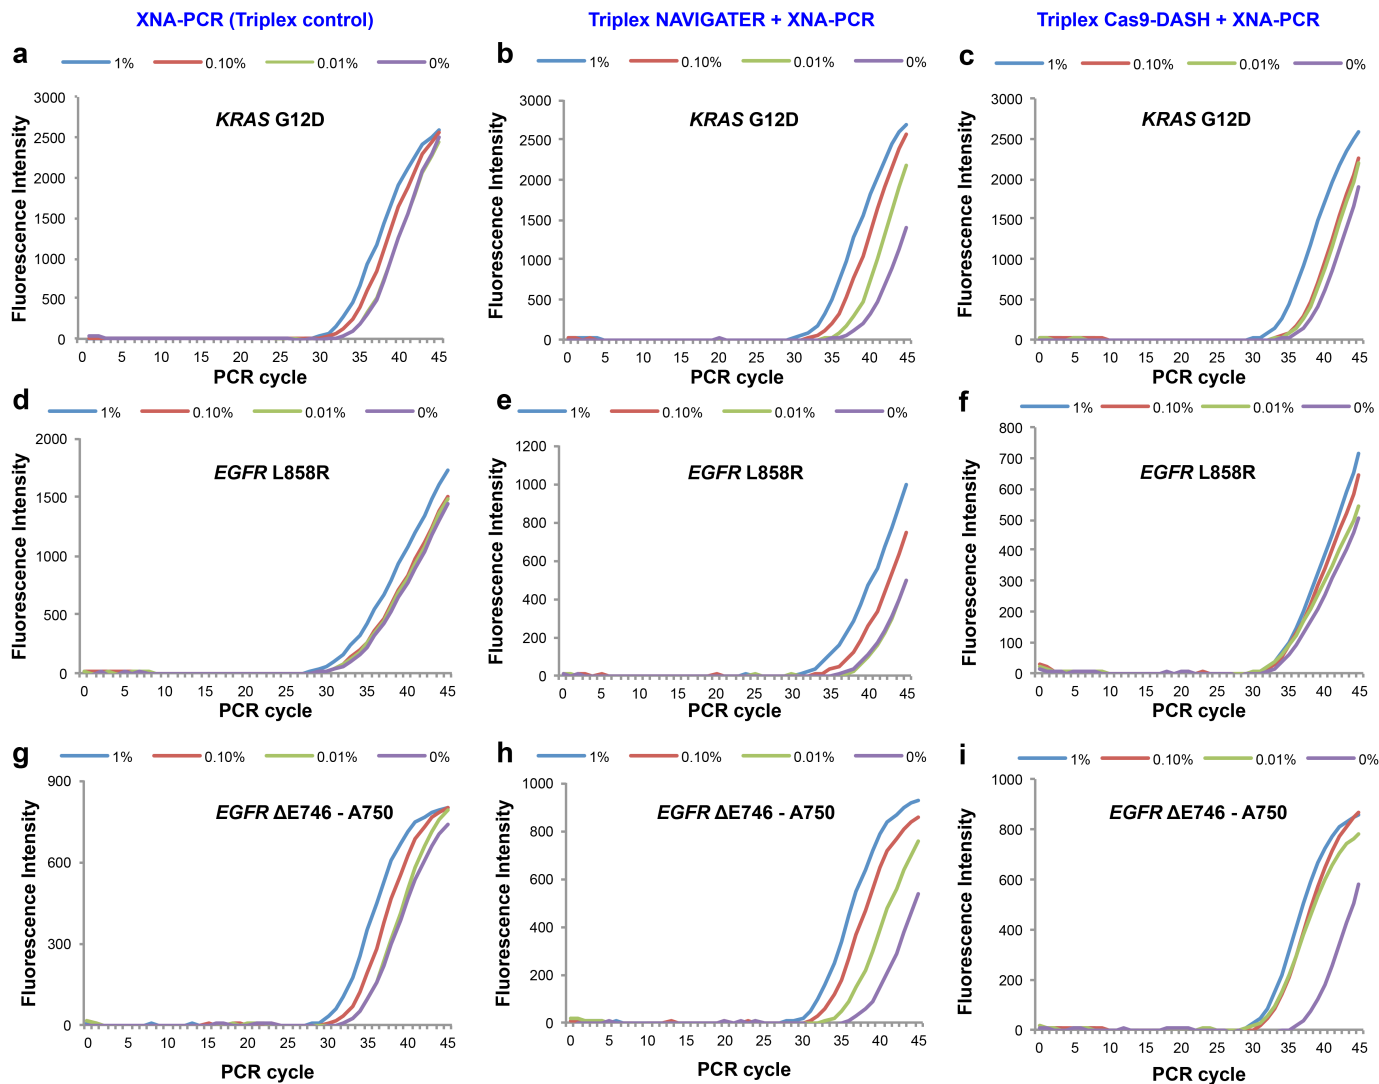 XNA-PCR (Triplex control)
Triplex NAVIGATER + XNA-PCR
Triplex Cas9-DASH + XNA-PCR
a
1% 0.10% 0.01% 0%
KRAS G12D
Fluorescence Intensity
3000
2500
2000
1500
1000
500
0
0 5 10 15 20 25 30 35 40 45
PCR cycle
b
1% 0.10% 0.01% 0%
KRAS G12D
Fluorescence Intensity
3000
2500
2000
1500
1000
500
0
0 5 10 15 20 25 30 35 40 45
PCR cycle
c
1% 0.10% 0.01% 0%
KRAS G12D
Fluorescence Intensity
3000
2500
2000
1500
1000
500
0
0 5 10 15 20 25 30 35 40 45
PCR cycle
d
1% 0.10% 0.01% 0%
EGFR L858R
Fluorescence Intensity
2000
1500
1000
500
0
0 5 10 15 20 25 30 35 40 45
PCR cycle
e
1% 0.10% 0.01% 0%
EGFR L858R
Fluorescence Intensity
1200
1000
800
600
400
200
0
0 5 10 15 20 25 30 35 40 45
PCR cycle
f
1% 0.10% 0.01% 0%
EGFR L858R
Fluorescence Intensity
800
700
600
500
400
300
200
100
0
0 5 10 15 20 25 30 35 40 45
PCR cycle
g
1% 0.10% 0.01% 0%
EGFR ΔE746 - A750
Fluorescence Intensity
900
600
300
0
0 5 10 15 20 25 30 35 40 45
PCR cycle
h
1% 0.10% 0.01% 0%
EGFR ΔE746 - A750
Fluorescence Intensity
1000
800
600
400
200
0
0 5 10 15 20 25 30 35 40 45
PCR cycle
i
1% 0.10% 0.01% 0%
EGFR ΔE746 - A750
Fluorescence Intensity
1000
800
600
400
200
0
0 5 10 15 20 25 30 35 40 45
PCR cycle